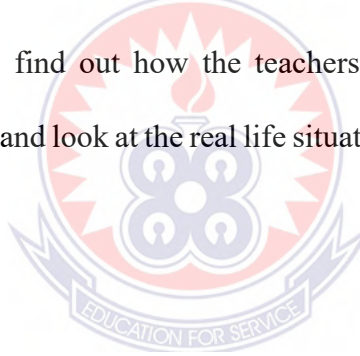 find out how the teachers
and look at the real life situat
EDUCATION FOR SERVICE